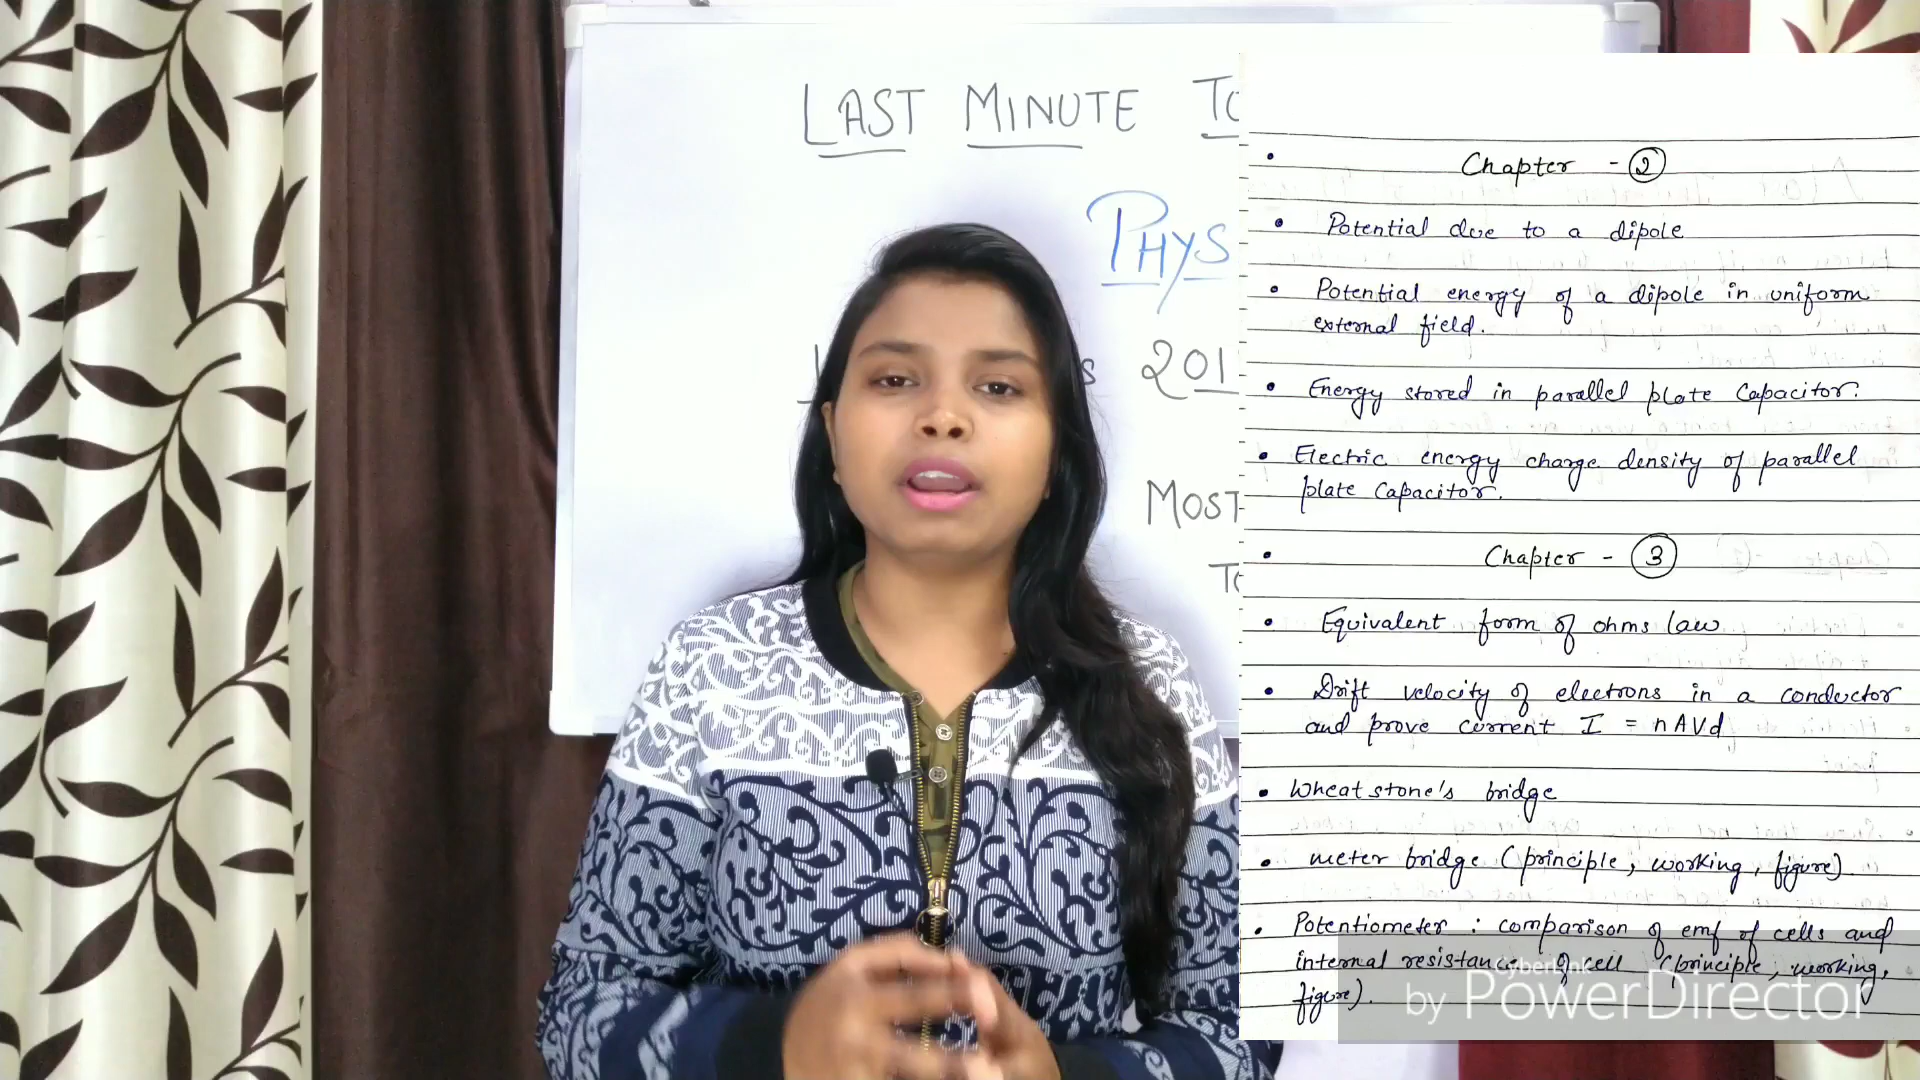 LAST MINUTE
PHYS
201
MOST
Chapter - 2
Potential due to a dipole
Potential energy of a dipole in uniform
external field.
Energy stored in parallel plate capacitor.
Electric energy charge density of parallel
plate capacitor.
Chapter - 3
Equivalent form of ohms law
Drift velocity of electrons in a conductor
and prove current I = nAVd
Wheatstone's bridge
meter bridge (principle, working, figure).
Potentiometer : comparison of emf of cells and
internal resistance of cell (principle, working,
figure).
CyberLink
by PowerDirector